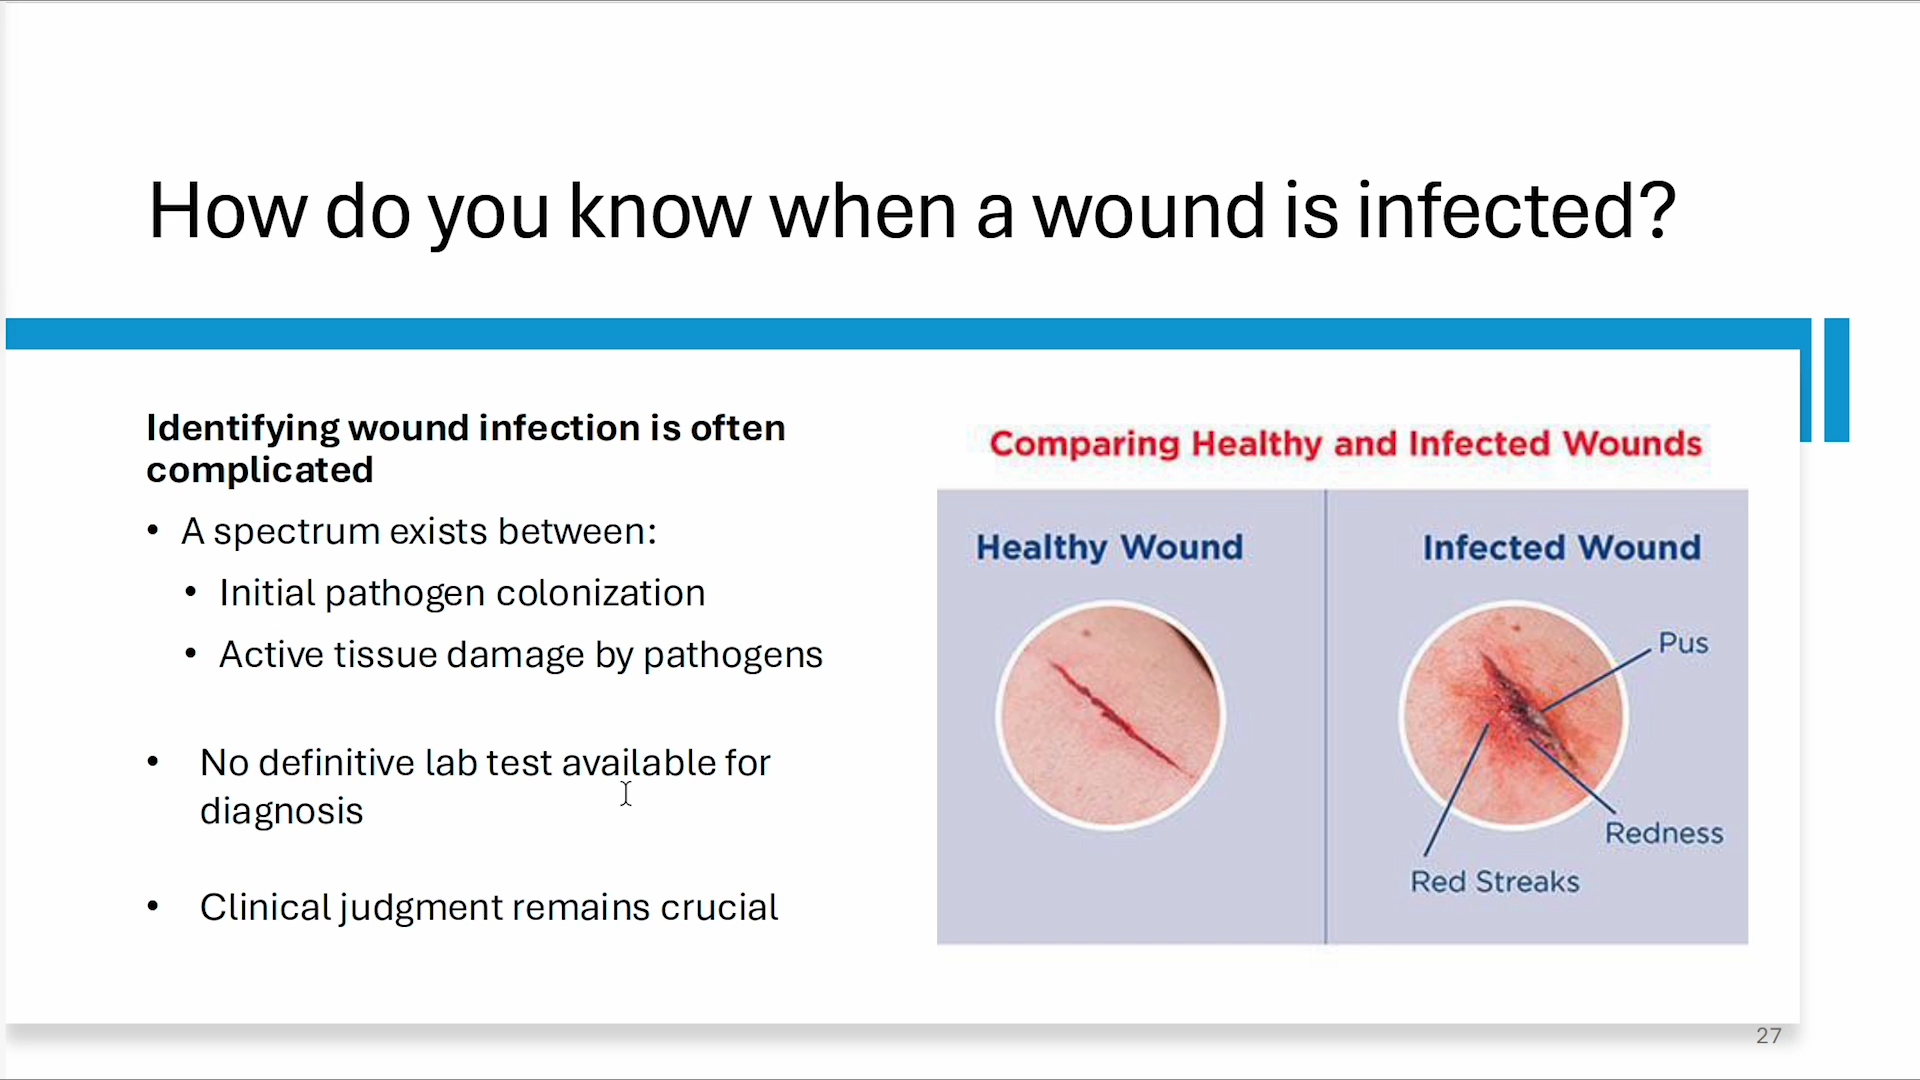 How do you know when a wound is infected?
Identifying wound infection is often
complicated
• A spectrum exists between:
• Initial pathogen colonization
• Active tissue damage by pathogens
• No definitive lab test available for
diagnosis
• Clinical judgment remains crucial
Comparing Healthy and Infected Wounds
Healthy Wound
Infected Wound
Pus
Redness
Red Streaks
27